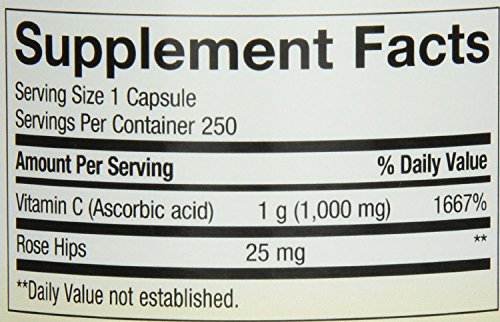 Supplement Facts
Serving Size 1 Capsule
Servings Per Container 250
Amount Per Serving % Daily Value
Vitamin C (Ascorbic acid) 1 g (1,000 mg) 1667%
Rose Hips 25 mg **
**Daily Value not established.